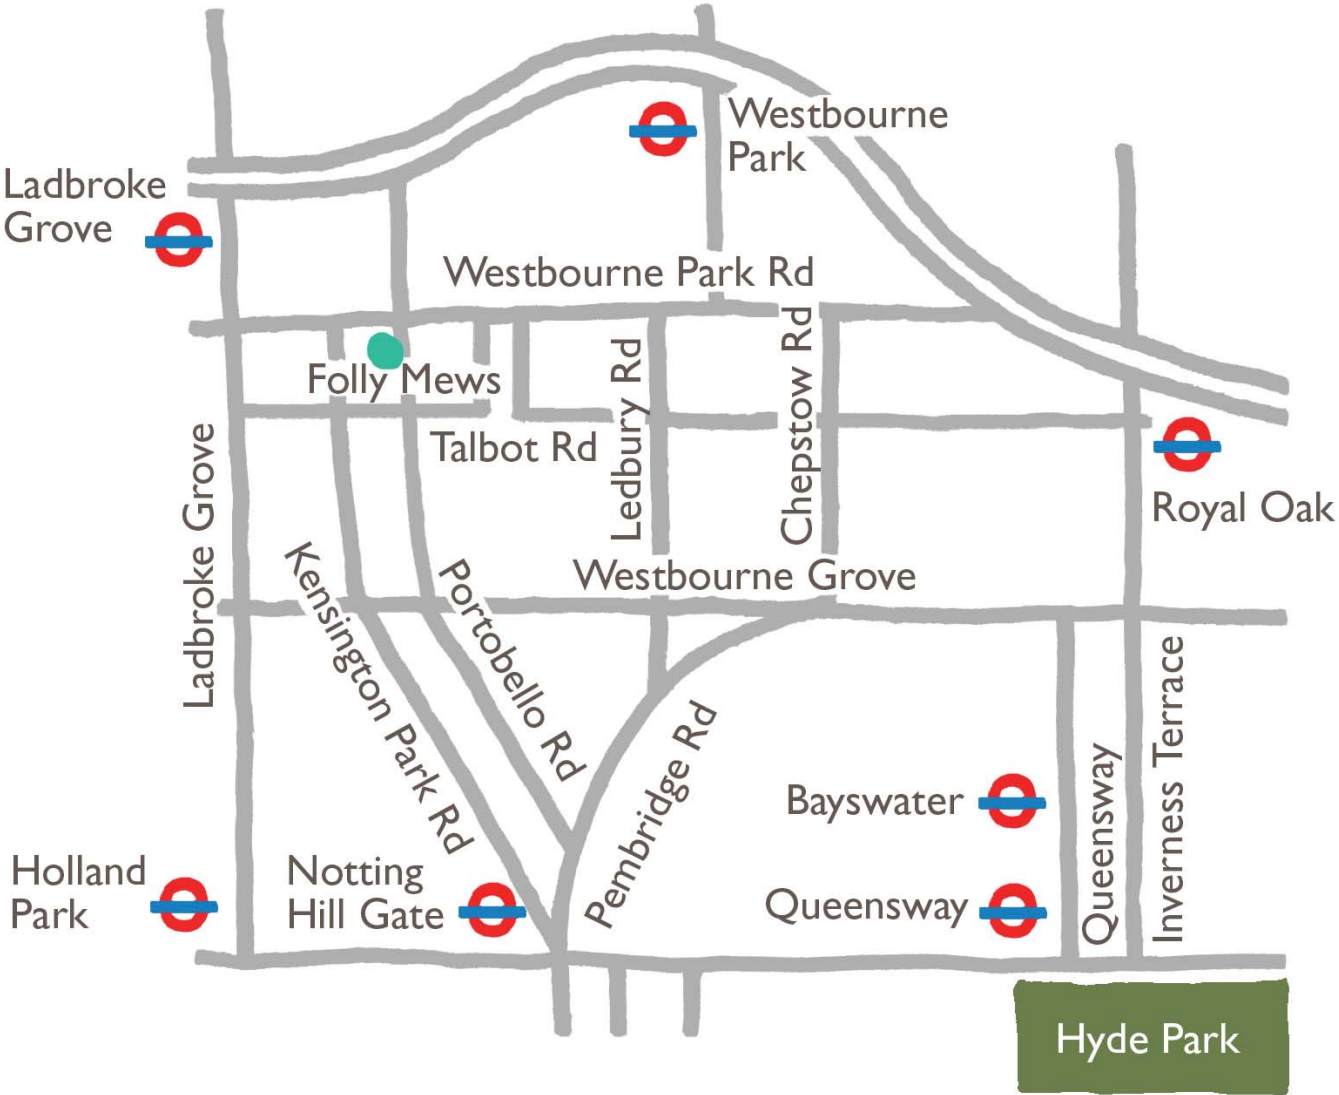 Westbourne
Park
Ladbroke
Grove
Westbourne Park Rd
Folly Mews
Talbot Rd
Ledbury Rd
Chepstow Rd
Royal Oak
Ladbroke Grove
Westbourne Grove
Kensington Park Rd
Portobello Rd
Pembridge Rd
Inverness Terrace
Queensway
Bayswater
Holland
Park
Notting
Hill Gate
Queensway
Hyde Park